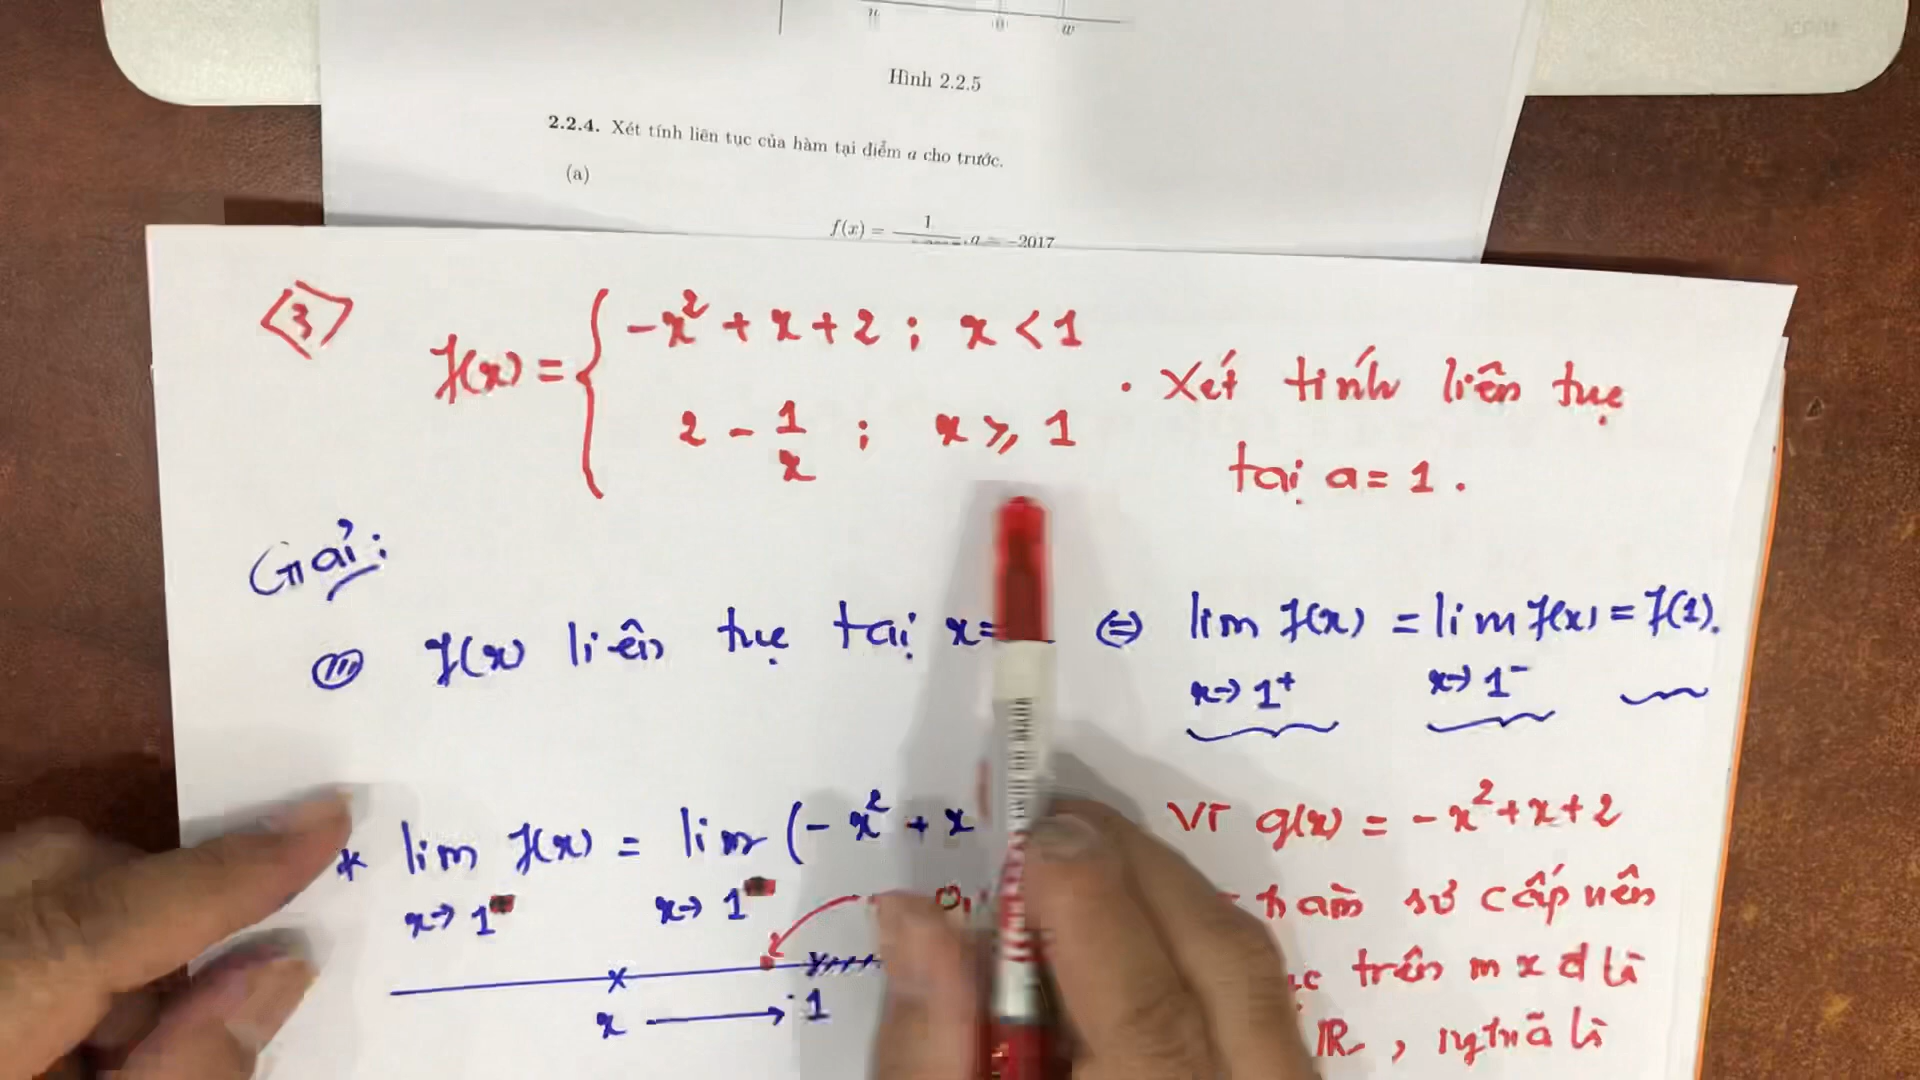 Hình 2.2.5
2.2.4. Xét tính liên tục của hàm tại điểm a cho trước.
(a)
f(x) = 1 , a = -2017
3
f(x) = { -x² + x + 2 ; x < 1
2 - 1/x ; x ⩾ 1
. Xét tính liên tục
tại a = 1 .
Giải:
f(x) liên tục tại x= ⇔ lim f(x) = lim f(x) = f(1).
x→1⁺ x→1⁻
* lim f(x) = lim (-x² + x
x→1 x→1
x
x → 1
Vì g(x) = -x² + x + 2
hàm sơ cấp nên
trên mxđ là
ℝ , nghĩa là